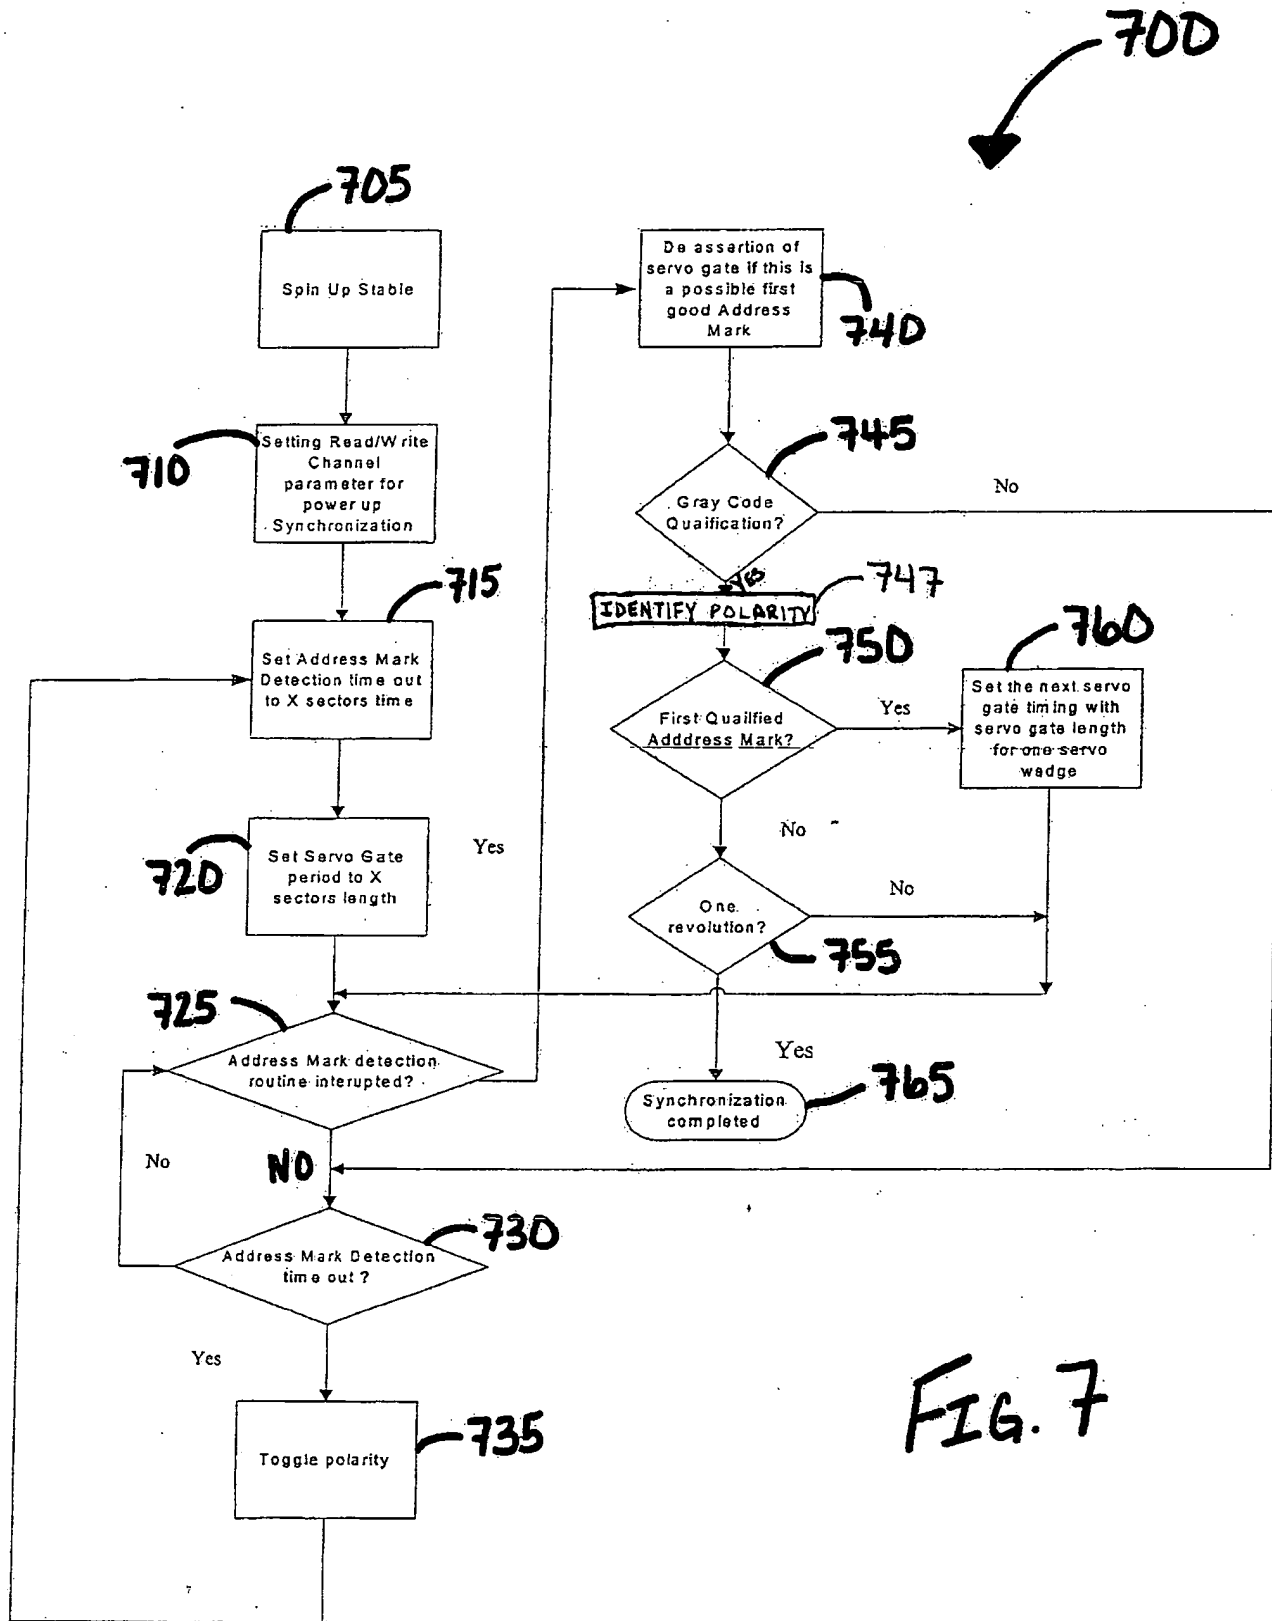 700
705
Spin Up Stable
710
Setting Read/Write
Channel
parameter for
power up
Synchronization
715
Set Address Mark
Detection time out
to X sectors time
720
Set Servo Gate
period to X
sectors length
Yes
725
Address Mark detection
routine interupted?
No
NO
730
Address Mark Detection
time out ?
Yes
735
Toggle polarity
De assertion of
servo gate if this is
a possible first
good Address
Mark
740
745
Gray Code
Quaification?
No
YES
747
IDENTIFY POLARITY
750
First Quailfied
Adddress Mark?
Yes
760
Set the next servo
gate timing with
servo gate length
for one servo
wedge
No
One
revolution?
No
755
Yes
Synchronization
completed
765
FIG. 7